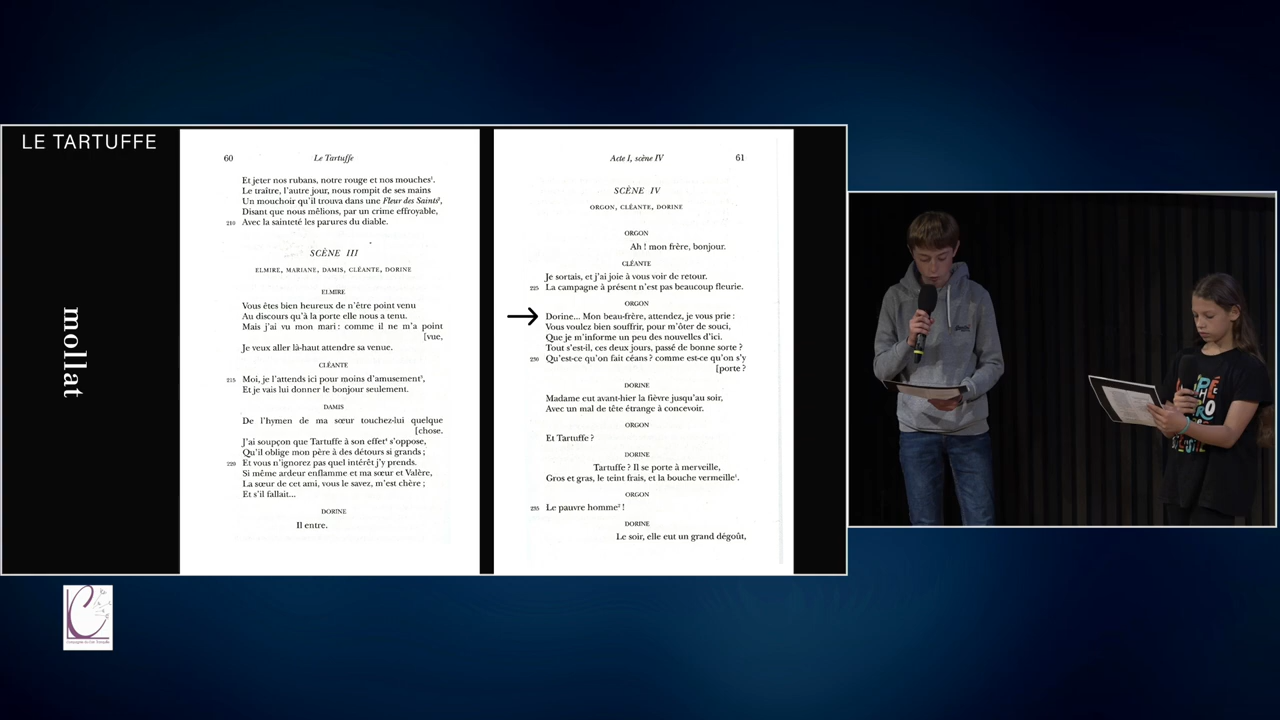 LE TARTUFFE
mollat
60 Le Tartuffe
Et jeter nos rubans, notre rouge et nos mouches¹.
Le traître, l'autre jour, nous rompit de ses mains
Un mouchoir qu'il trouva dans une Fleur des Saints²,
Disant que nous mêlions, par un crime effroyable,
210 Avec la sainteté les parures du diable.
SCÈNE III
ELMIRE, MARIANE, DAMIS, CLÉANTE, DORINE
ELMIRE
Vous êtes bien heureux de n'être point venu
Au discours qu'à la porte elle nous a tenu.
Mais j'ai vu mon mari : comme il ne m'a point
[vue,
Je veux aller là-haut attendre sa venue.
CLÉANTE
215 Moi, je l'attends ici pour moins d'amusement³,
Et je vais lui donner le bonjour seulement.
DAMIS
De l'hymen de ma sœur touchez-lui quelque
[chose.
J'ai soupçon que Tartuffe à son effet⁴ s'oppose,
Qu'il oblige mon père à des détours si grands ;
220 Et vous n'ignorez pas quel intérêt j'y prends.
Si même ardeur enflamme et ma sœur et Valère,
La sœur de cet ami, vous le savez, m'est chère ;
Et s'il fallait...
DORINE
Il entre.
Acte I, scène IV 61
SCÈNE IV
ORGON, CLÉANTE, DORINE
ORGON
Ah ! mon frère, bonjour.
CLÉANTE
Je sortais, et j'ai joie à vous voir de retour.
225 La campagne à présent n'est pas beaucoup fleurie.
ORGON
Dorine... Mon beau-frère, attendez, je vous prie :
Vous voulez bien souffrir, pour m'ôter de souci,
Que je m'informe un peu des nouvelles d'ici.
Tout s'est-il, ces deux jours, passé de bonne sorte ?
230 Qu'est-ce qu'on fait céans ? comme est-ce qu'on s'y
[porte ?
DORINE
Madame eut avant-hier la fièvre jusqu'au soir,
Avec un mal de tête étrange à concevoir.
ORGON
Et Tartuffe ?
DORINE
Tartuffe ? Il se porte à merveille,
Gros et gras, le teint frais, et la bouche vermeille¹.
ORGON
235 Le pauvre homme² !
DORINE
Le soir, elle eut un grand dégoût,